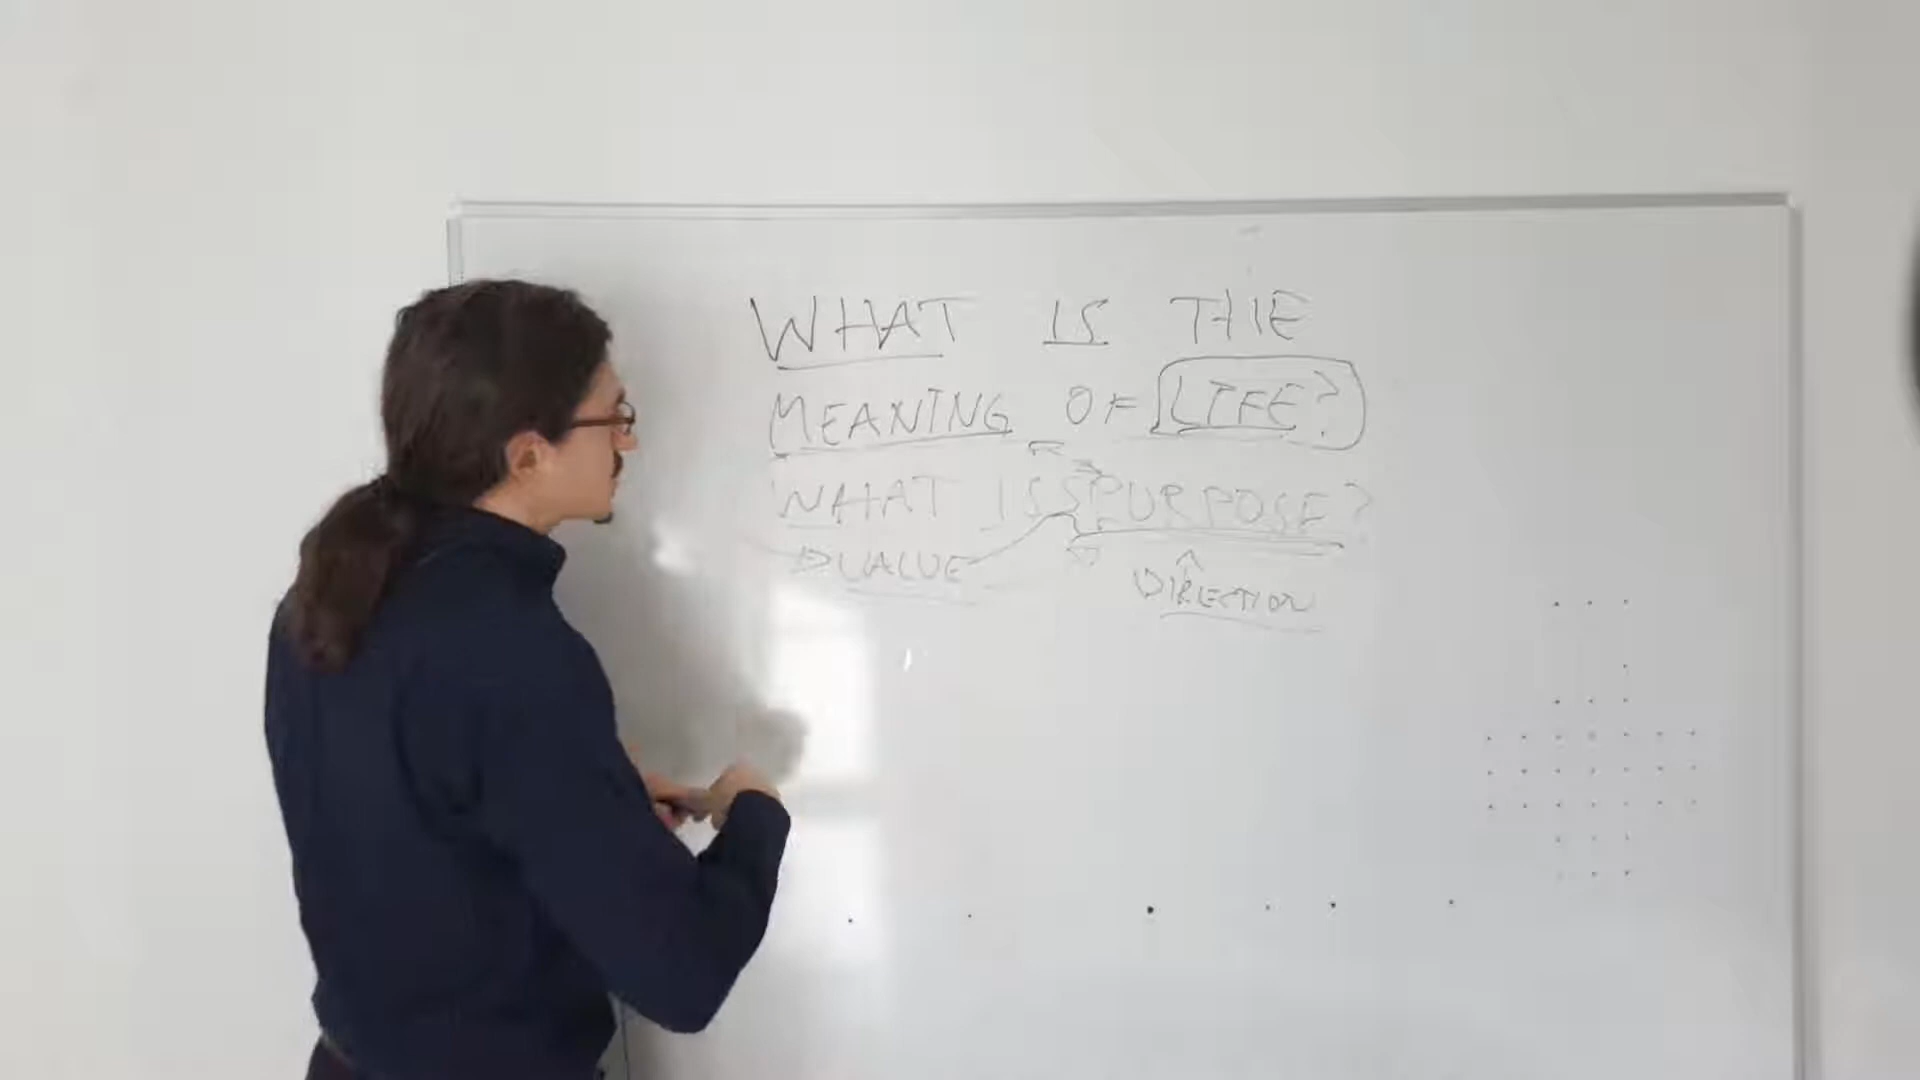 WHAT IS THE
MEANING OF LIFE?
WHAT IS PURPOSE?
VALUE
DIRECTION